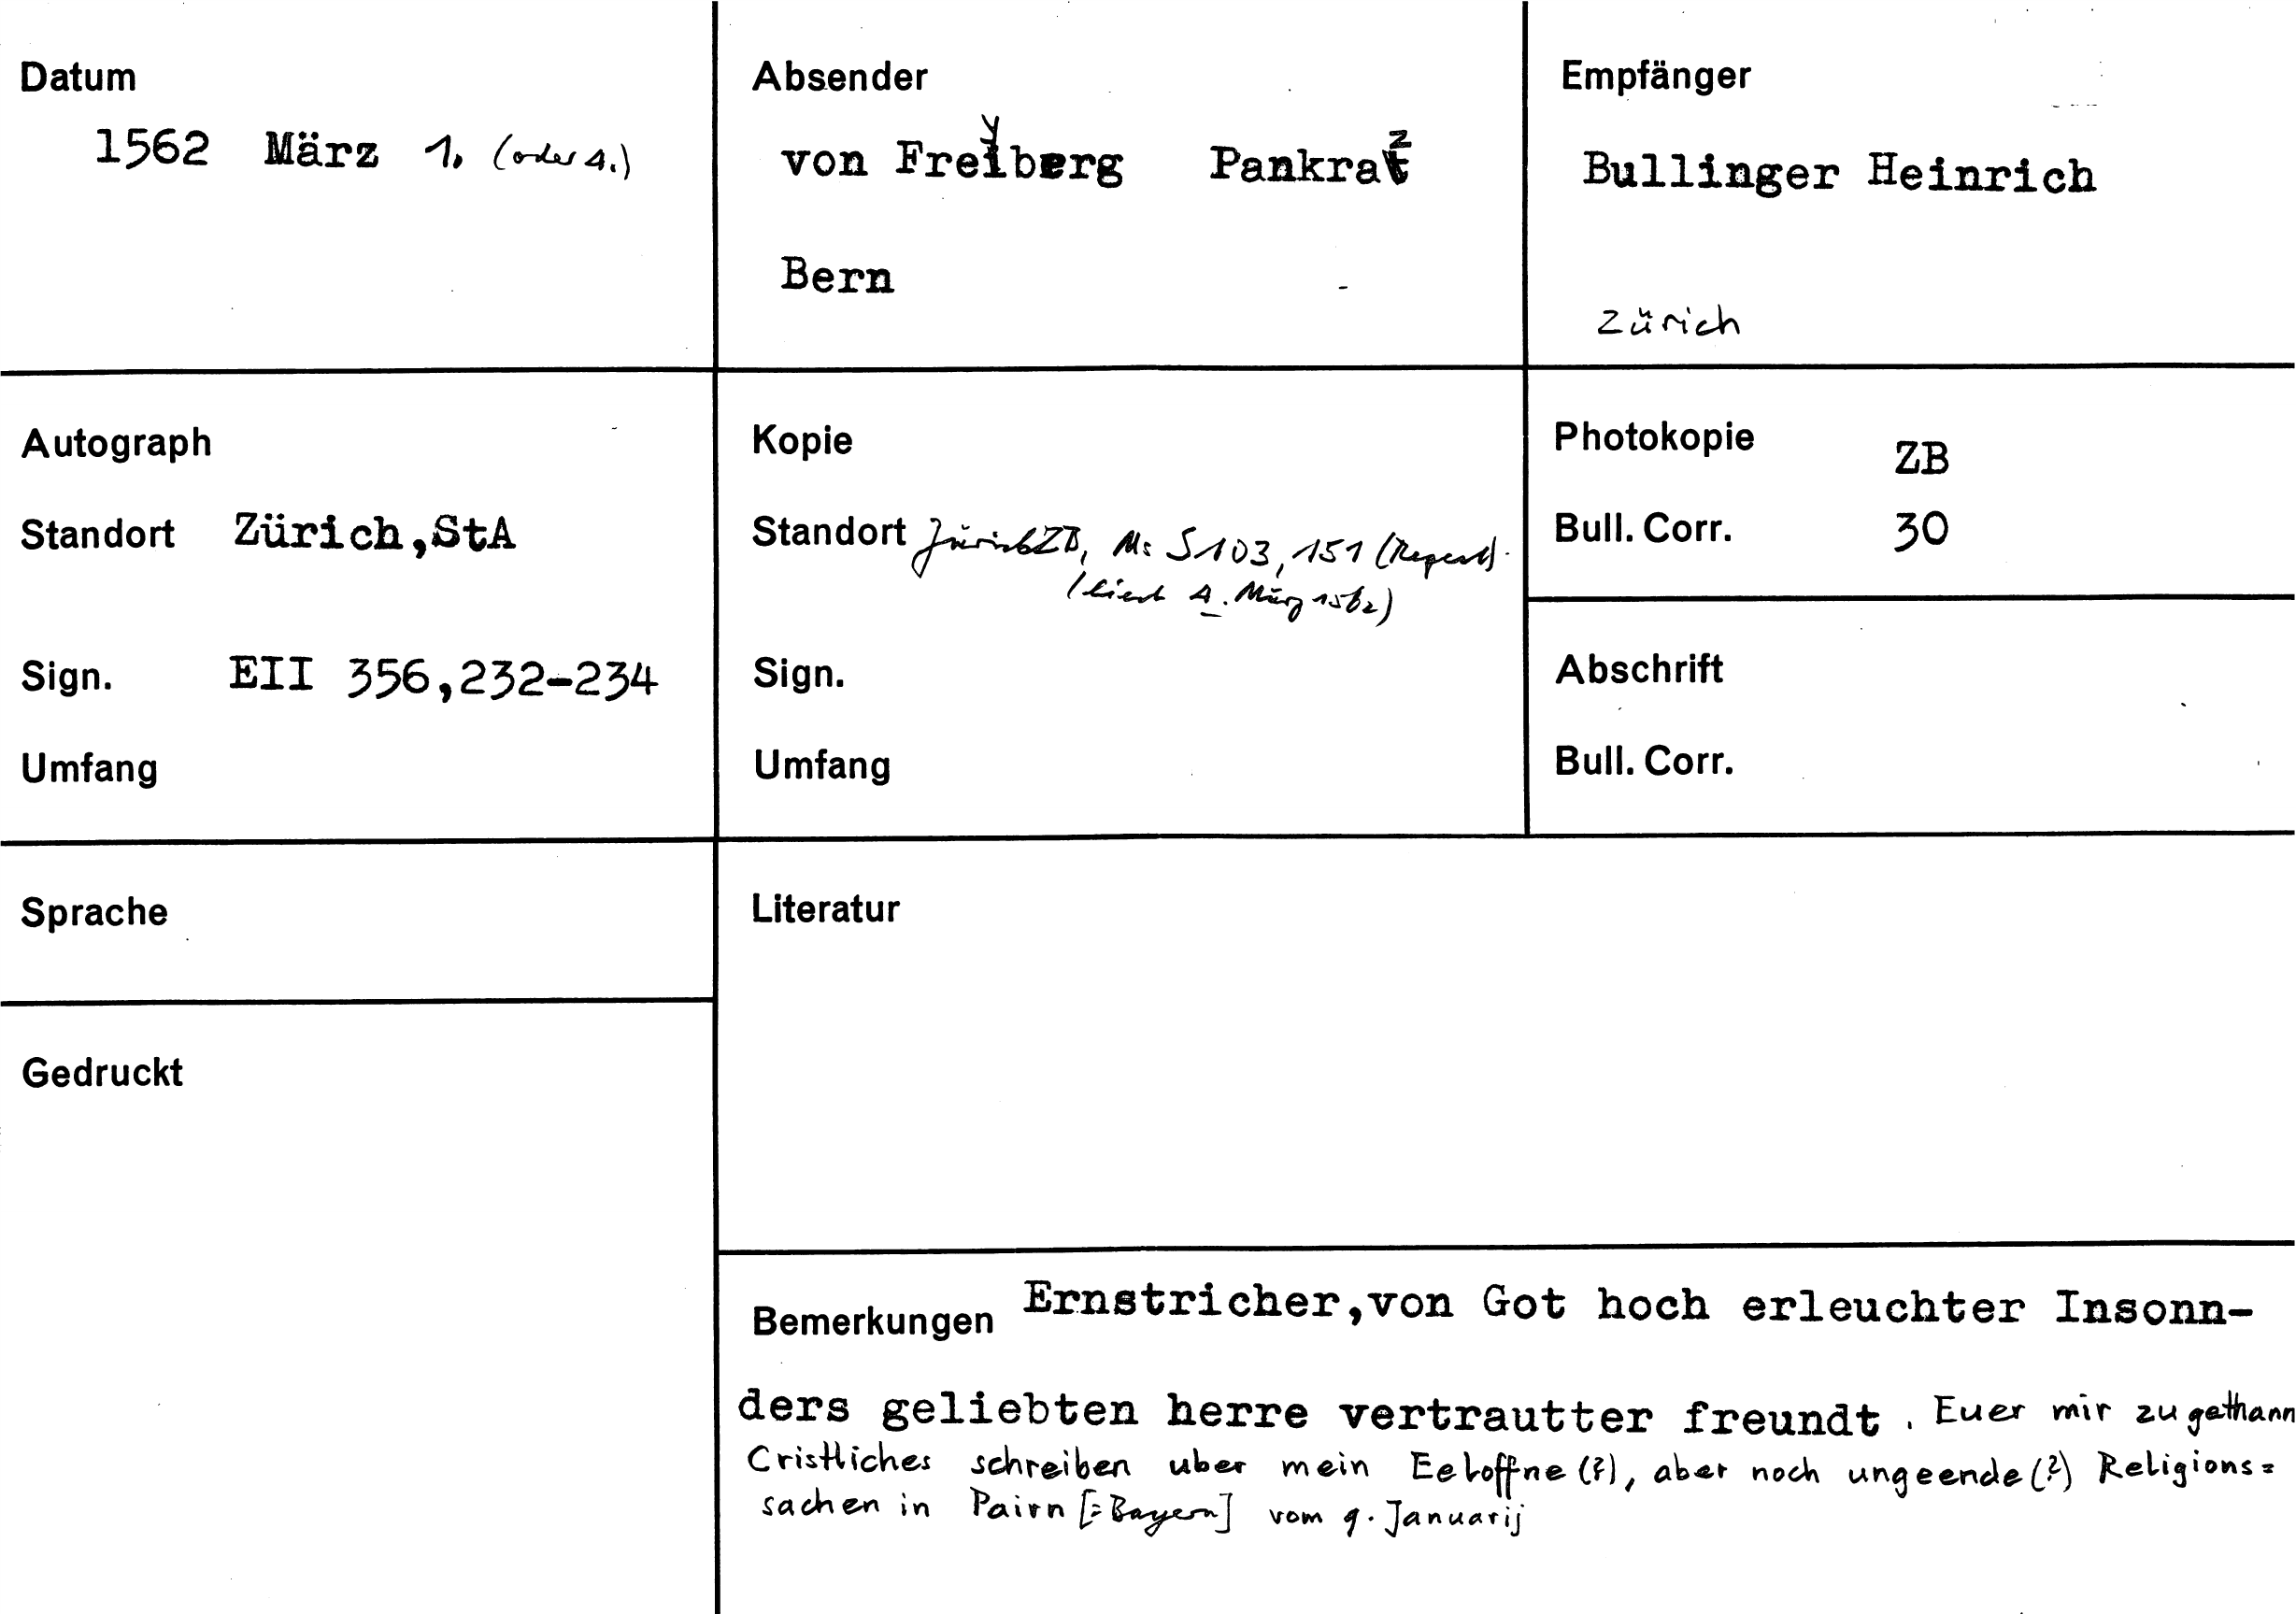 Datum
1562 März 1. (oder 4.)
Absender
von Freyberg Pankraz
Bern
Empfänger
Bullinger Heinrich
Zürich
Autograph
Standort Zürich,StA
Sign. EII 356,232-234
Umfang
Kopie
Standort Zürich ZB, Ms S 103, 151 (Regest).
(liest 4. März 1562)
Sign.
Umfang
Photokopie ZB
Bull. Corr. 30
Abschrift
Bull. Corr.
Sprache
Gedruckt
Literatur
Bemerkungen Ernstricher,von Got hoch erleuchter Insonn-
ders geliebten herre vertrautter freundt. Euer mir zugethann
Cristliches schreiben uber mein Eeloffne (?), aber noch ungeende (?) Religions=
sachen in Pairn [= Bayern] vom 9. Januarij